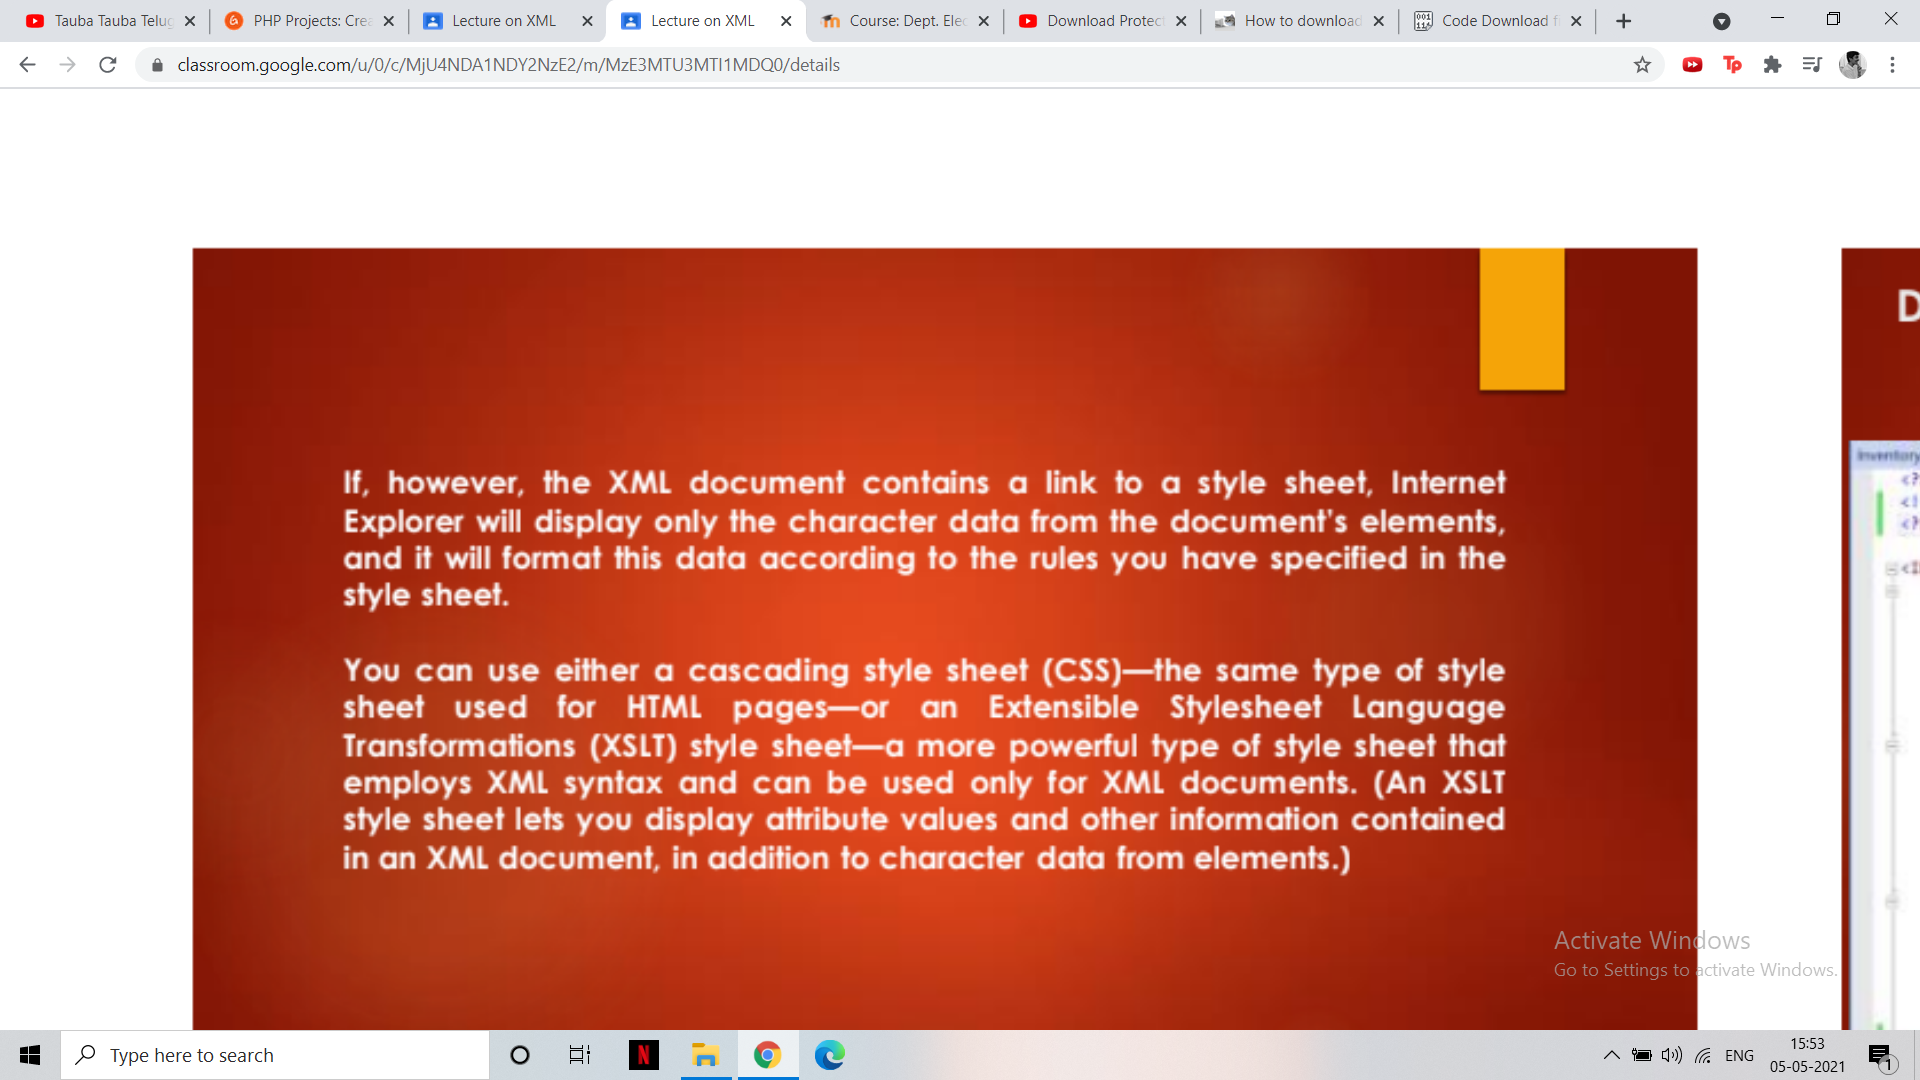 Tauba Tauba Telug
PHP Projects: Crea
Lecture on XML
Lecture on XML
Course: Dept. Elec
Download Protect
How to download
Code Download f
classroom.google.com/u/0/c/MjU4NDA1NDY2NzE2/m/MzE3MTU3MTI1MDQ0/details
Tp
D
If, however, the XML document contains a link to a style sheet, Internet
Explorer will display only the character data from the document's elements,
and it will format this data according to the rules you have specified in the
style sheet.
You can use either a cascading style sheet (CSS)—the same type of style
sheet used for HTML pages—or an Extensible Stylesheet Language
Transformations (XSLT) style sheet—a more powerful type of style sheet that
employs XML syntax and can be used only for XML documents. (An XSLT
style sheet lets you display attribute values and other information contained
in an XML document, in addition to character data from elements.)
Inventory
<?
<!
<?
<I
Activate Windows
Go to Settings to activate Windows.
Type here to search
N
ENG
15:53
05-05-2021
1